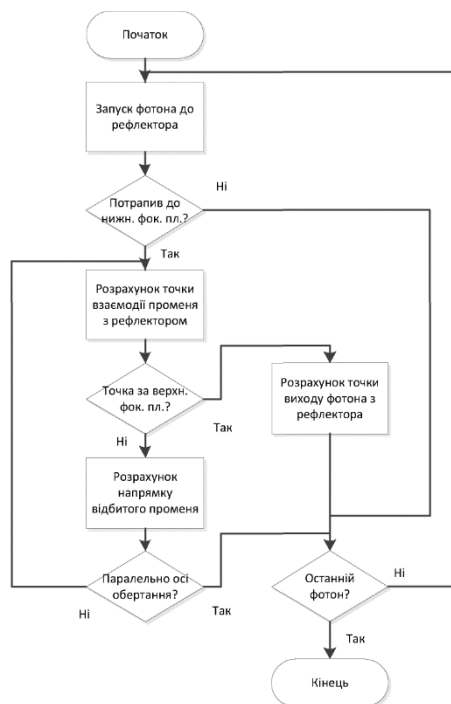 Початок
Запуск фотона до
рефлектора
Ні
Потрапив до
нижн. фок. пл.?
Так
Розрахунок точки
взаємодії променя
з рефлектором
Точка за верхн.
фок. пл.?
Розрахунок точки
виходу фотона з
рефлектора
Так
Ні
Розрахунок
напрямку
відбитого променя
Паралельно осі
обертання?
Ні
Так
Останній
фотон?
Ні
Так
Кінець